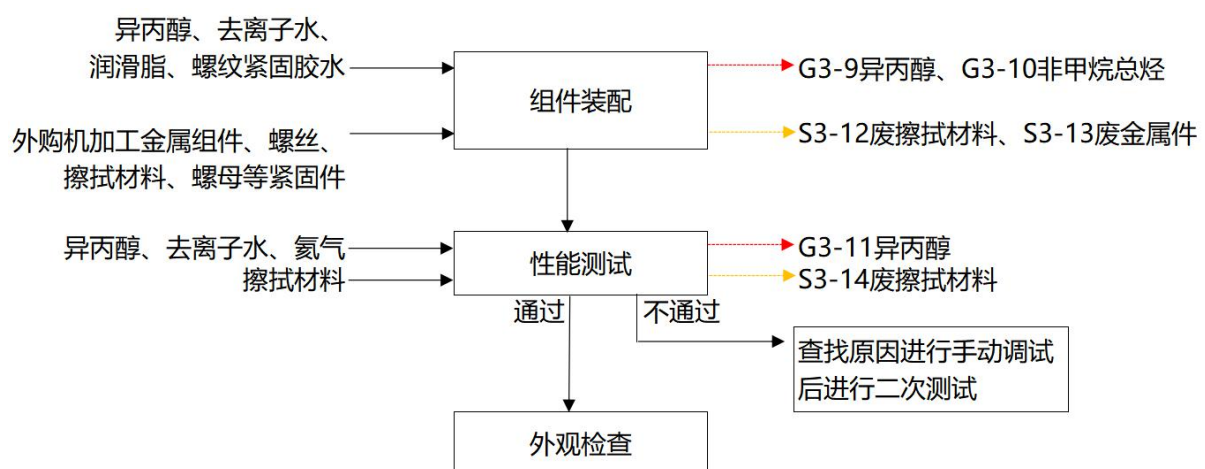 异丙醇、去离子水、
润滑脂、螺纹紧固胶水
外购机加工金属组件、螺丝、
擦拭材料、螺母等紧固件
组件装配
G3-9异丙醇、G3-10非甲烷总烃
S3-12废擦拭材料、S3-13废金属件
异丙醇、去离子水、氦气
擦拭材料
性能测试
G3-11异丙醇
S3-14废擦拭材料
通过
不通过
查找原因进行手动调试
后进行二次测试
外观检查